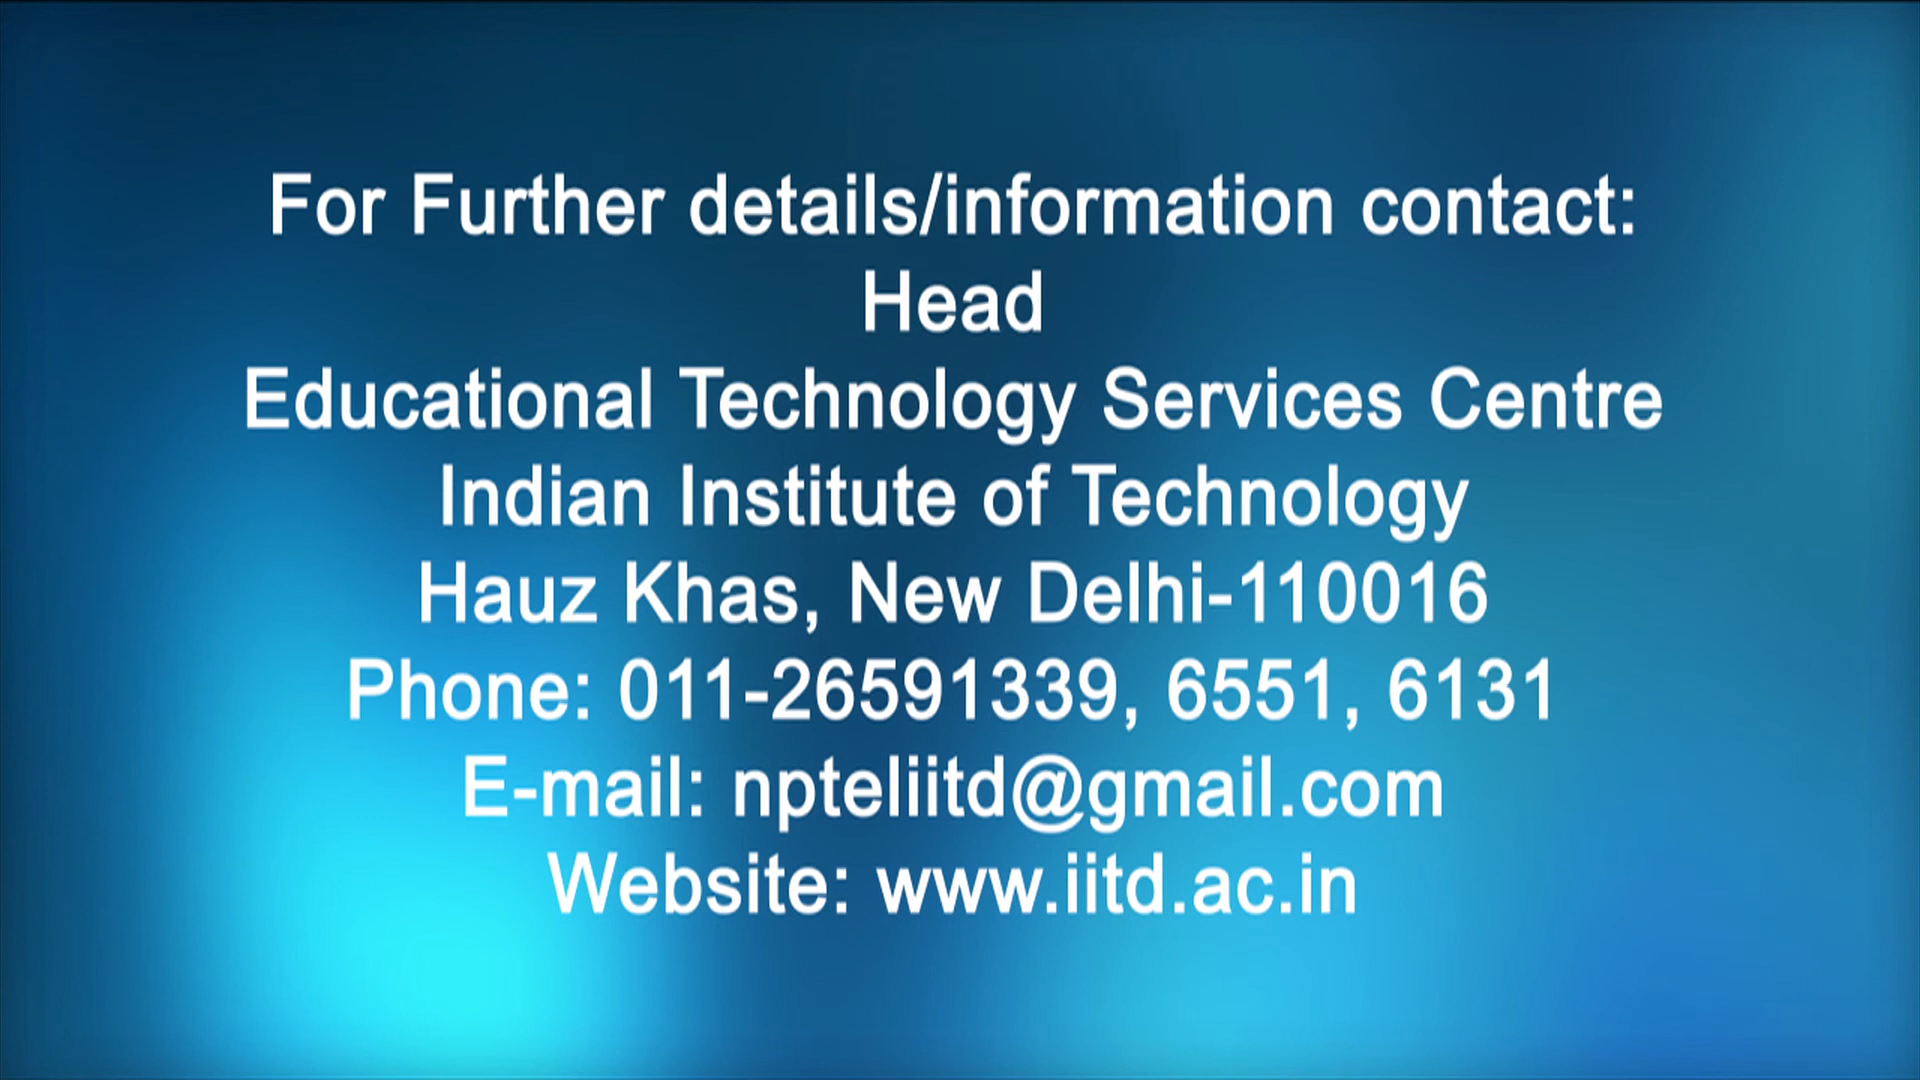 For Further details/information contact:
Head
Educational Technology Services Centre
Indian Institute of Technology
Hauz Khas, New Delhi-110016
Phone: 011-26591339, 6551, 6131
E-mail: npteliitd@gmail.com
Website: www.iitd.ac.in